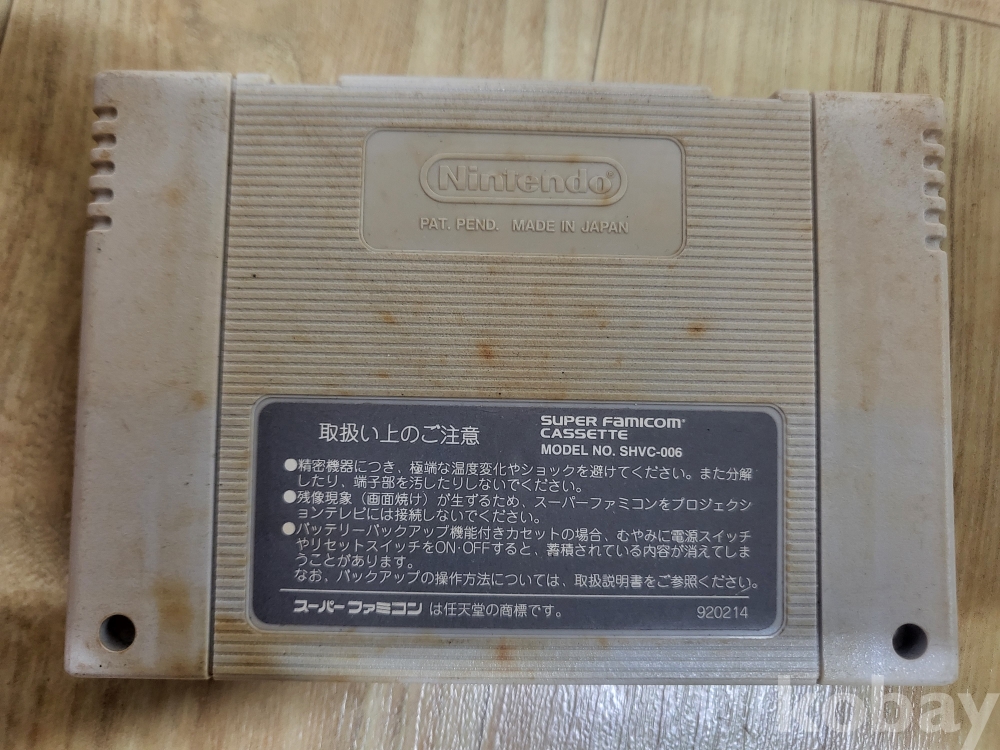 Nintendo®
PAT. PEND. MADE IN JAPAN
取扱い上のご注意
SUPER FAMICOM®
CASSETTE
MODEL NO. SHVC-006
●精密機器につき、極端な温度変化やショックを避けてください。また分解
したり、端子部を汚したりしないでください。
●残像現象(画面焼け)が生ずるため、スーパーファミコンをプロジェクシ
ョンテレビには接続しないでください。
●バッテリーバックアップ機能付きカセットの場合、むやみに電源スイッチ
やリセットスイッチをON·OFFすると、蓄積されている内容が消えてしま
うことがあります。
なお、バックアップの操作方法については、取扱説明書をご参照ください。
スーパーファミコン は任天堂の商標です。
920214
kobay